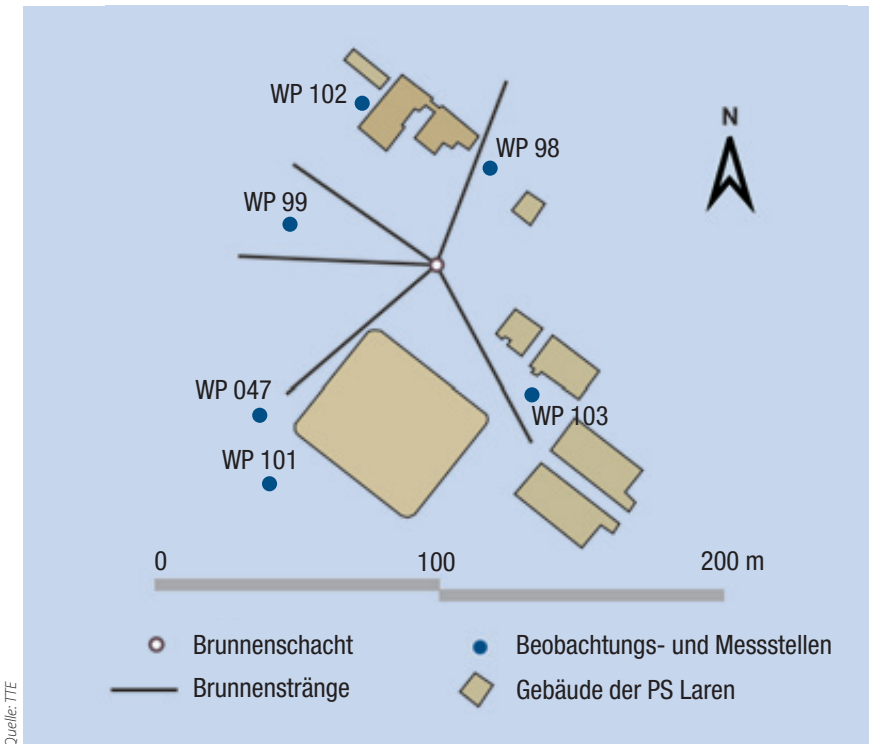 WP 102
N
WP 98
WP 99
WP 047
WP 103
WP 101
0 100 200 m
Brunnenschacht
Beobachtungs- und Messstellen
Brunnenstränge
Gebäude der PS Laren
Quelle: TTE